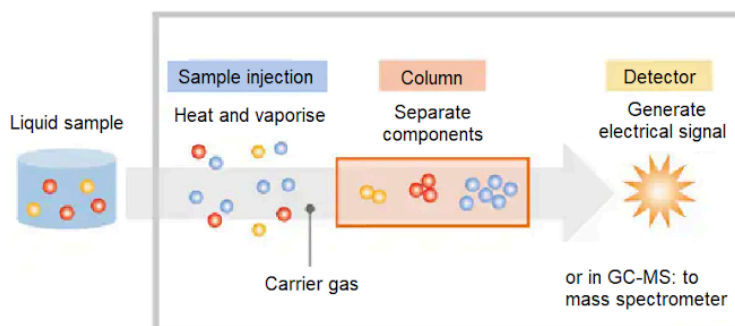 Liquid sample
Sample injection
Heat and vaporise
Carrier gas
Column
Separate
components
Detector
Generate
electrical signal
or in GC-MS: to
mass spectrometer